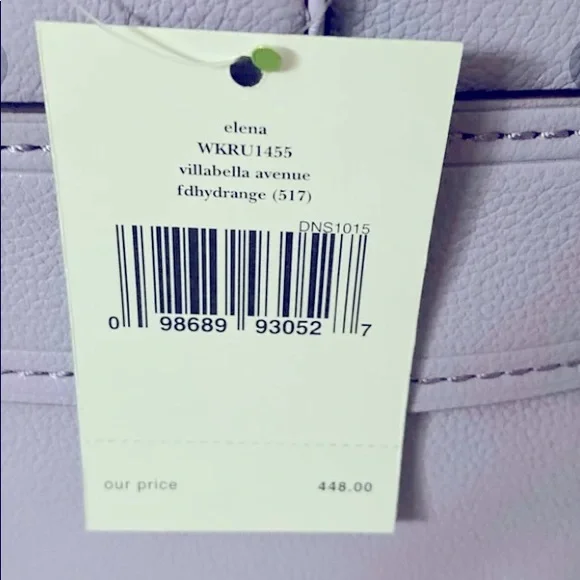 elena
WKRU1455
villabella avenue
fdhydrange (517)
DNS1015
0 98689 93052 7
our price 448.00